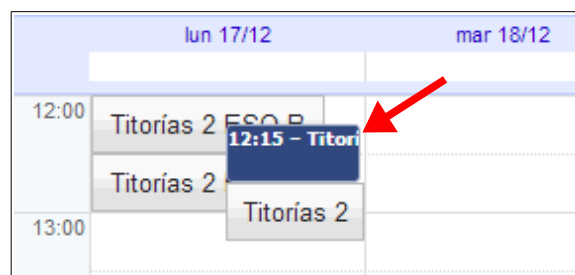 lun 17/12 mar 18/12
12:00
Titorías 2 ESO B
12:15 – Titori
Titorías 2
Titorías 2
13:00